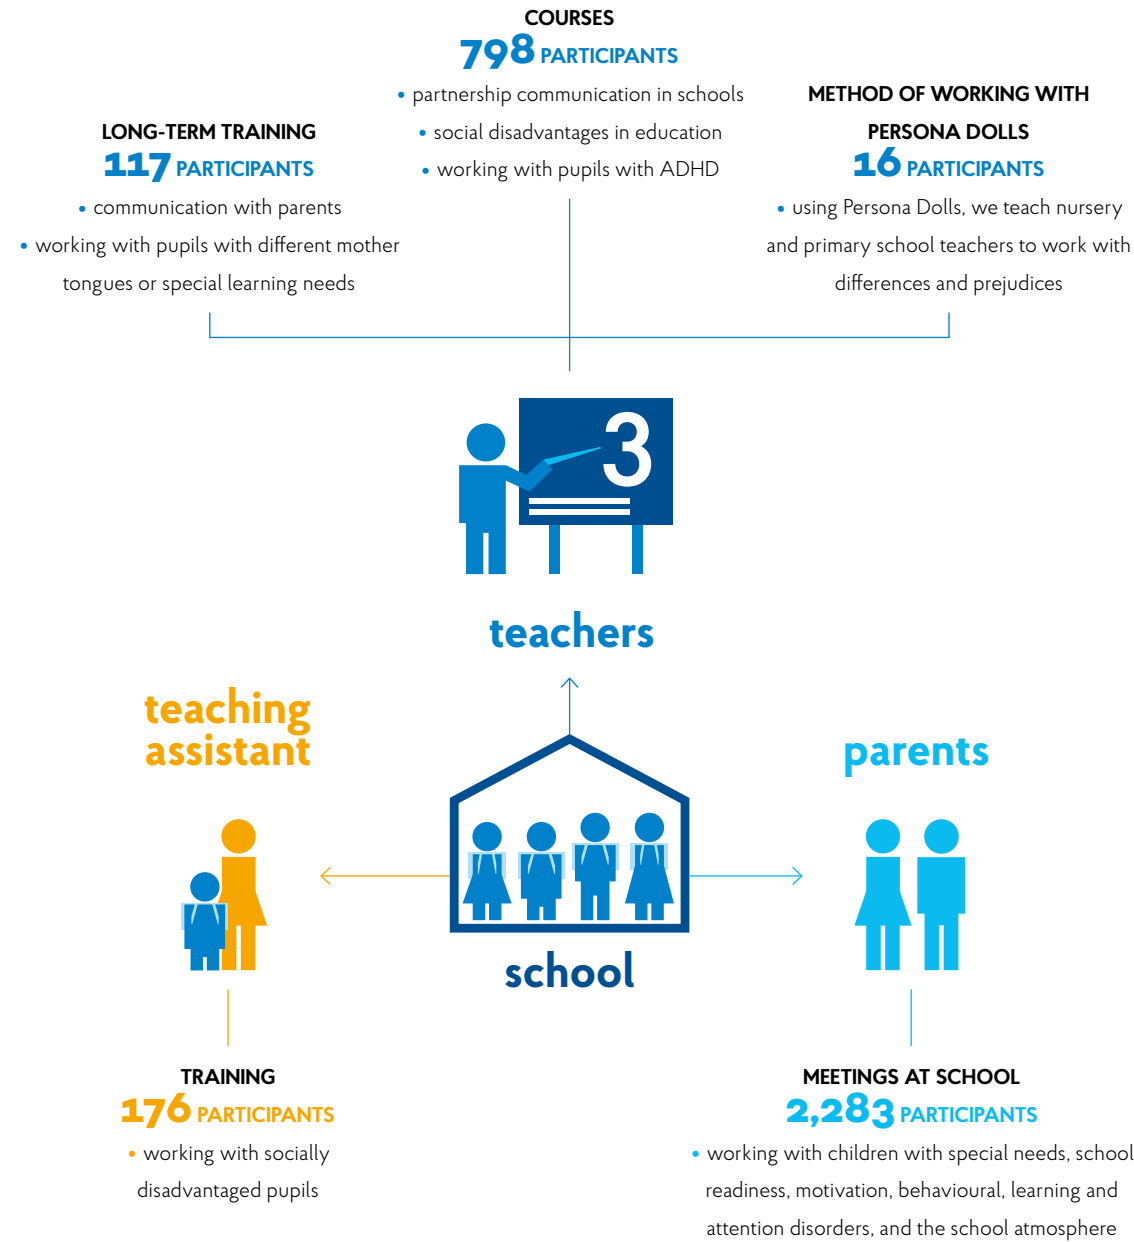 COURSES
798 PARTICIPANTS
• partnership communication in schools
• social disadvantages in education
• working with pupils with ADHD
METHOD OF WORKING WITH
PERSONA DOLLS
16 PARTICIPANTS
• using Persona Dolls, we teach nursery
and primary school teachers to work with
differences and prejudices
LONG-TERM TRAINING
117 PARTICIPANTS
• communication with parents
• working with pupils with different mother
tongues or special learning needs
3
teachers
teaching
assistant
parents
school
TRAINING
176 PARTICIPANTS
• working with socially
disadvantaged pupils
MEETINGS AT SCHOOL
2,283 PARTICIPANTS
• working with children with special needs, school
readiness, motivation, behavioural, learning and
attention disorders, and the school atmosphere